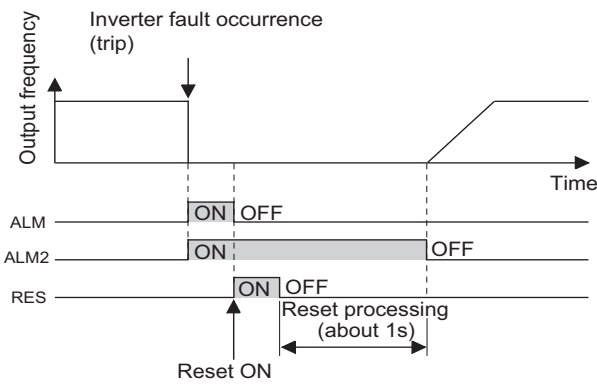 Inverter fault occurrence
(trip)
Output frequency
Time
ALM
ON
OFF
ALM2
ON
OFF
RES
ON
OFF
Reset processing
(about 1s)
Reset ON